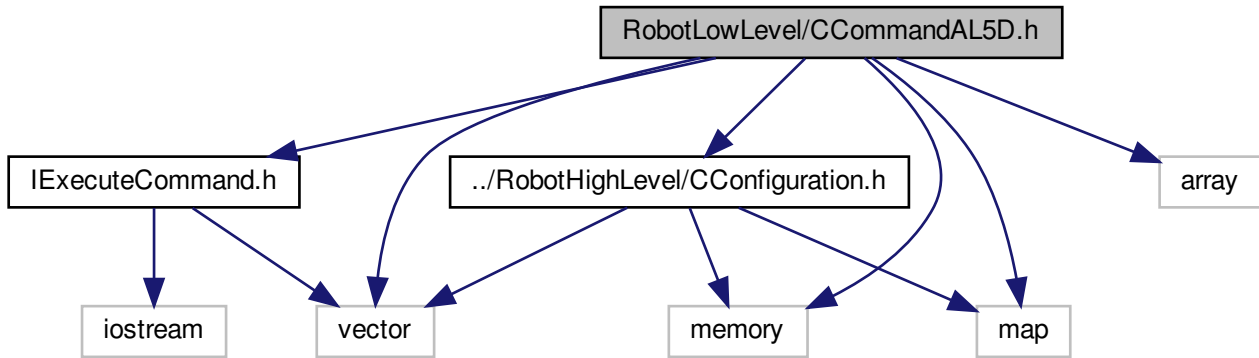 RobotLowLevel/CCommandAL5D.h
IExecuteCommand.h
../RobotHighLevel/CConfiguration.h
array
iostream
vector
memory
map